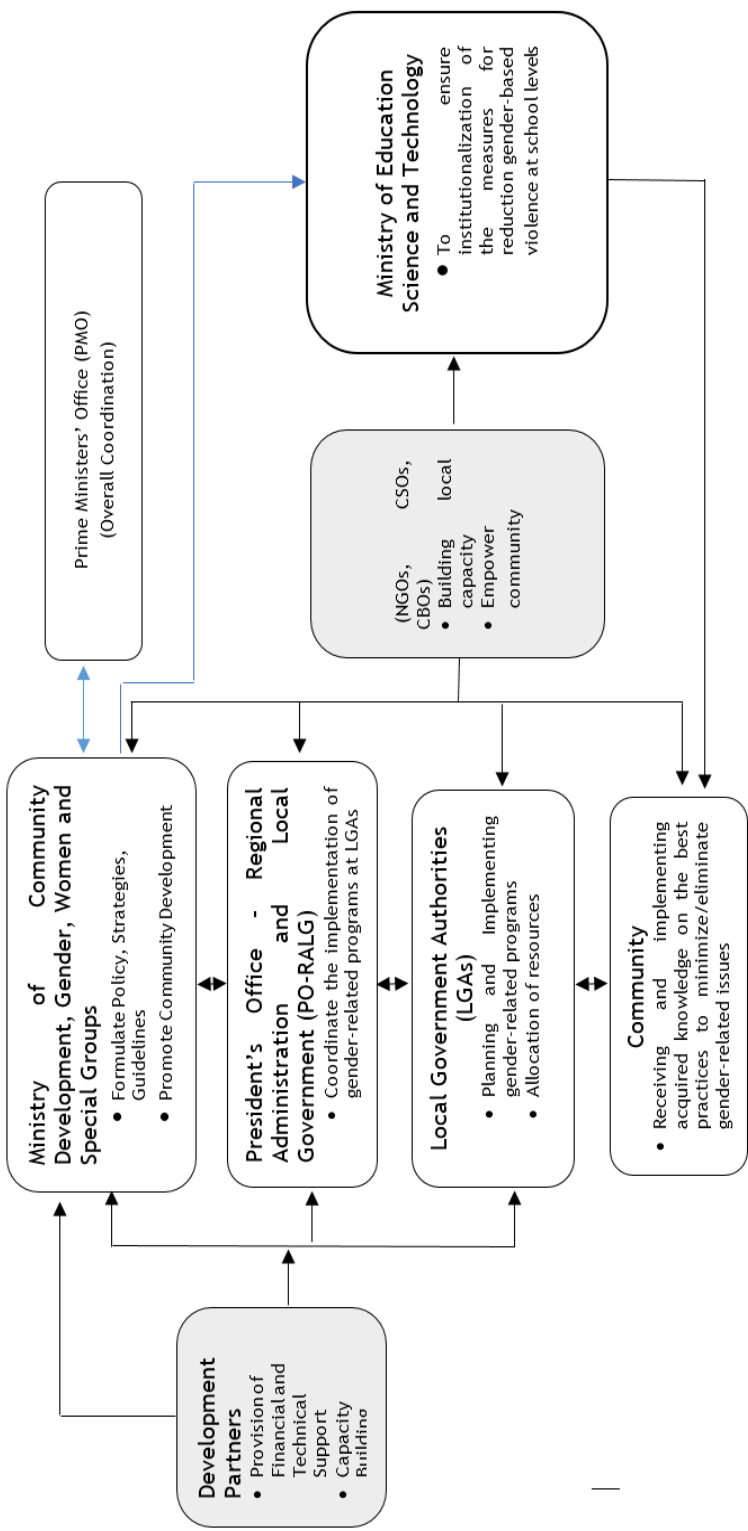 Prime Ministers' Office (PMO)
(Overall Coordination)
Ministry of Community
Development, Gender, Women and
Special Groups
• Formulate Policy, Strategies,
Guidelines
• Promote Community Development
Development
Partners
• Provision of
Financial and
Technical
Support
• Capacity
Building
President's Office - Regional
Administration and Local
Government (PO-RALG)
• Coordinate the implementation of
gender-related programs at LGAs
Local Government Authorities
(LGAs)
• Planning and Implementing
gender-related programs
• Allocation of resources
Community
• Receiving and implementing
acquired knowledge on the best
practices to minimize/eliminate
gender-related issues
(NGOs, CSOs,
CBOs)
• Building local
capacity
• Empower
community
Ministry of Education
Science and Technology
• To ensure
institutionalization of
the measures for
reduction gender-based
violence at school levels